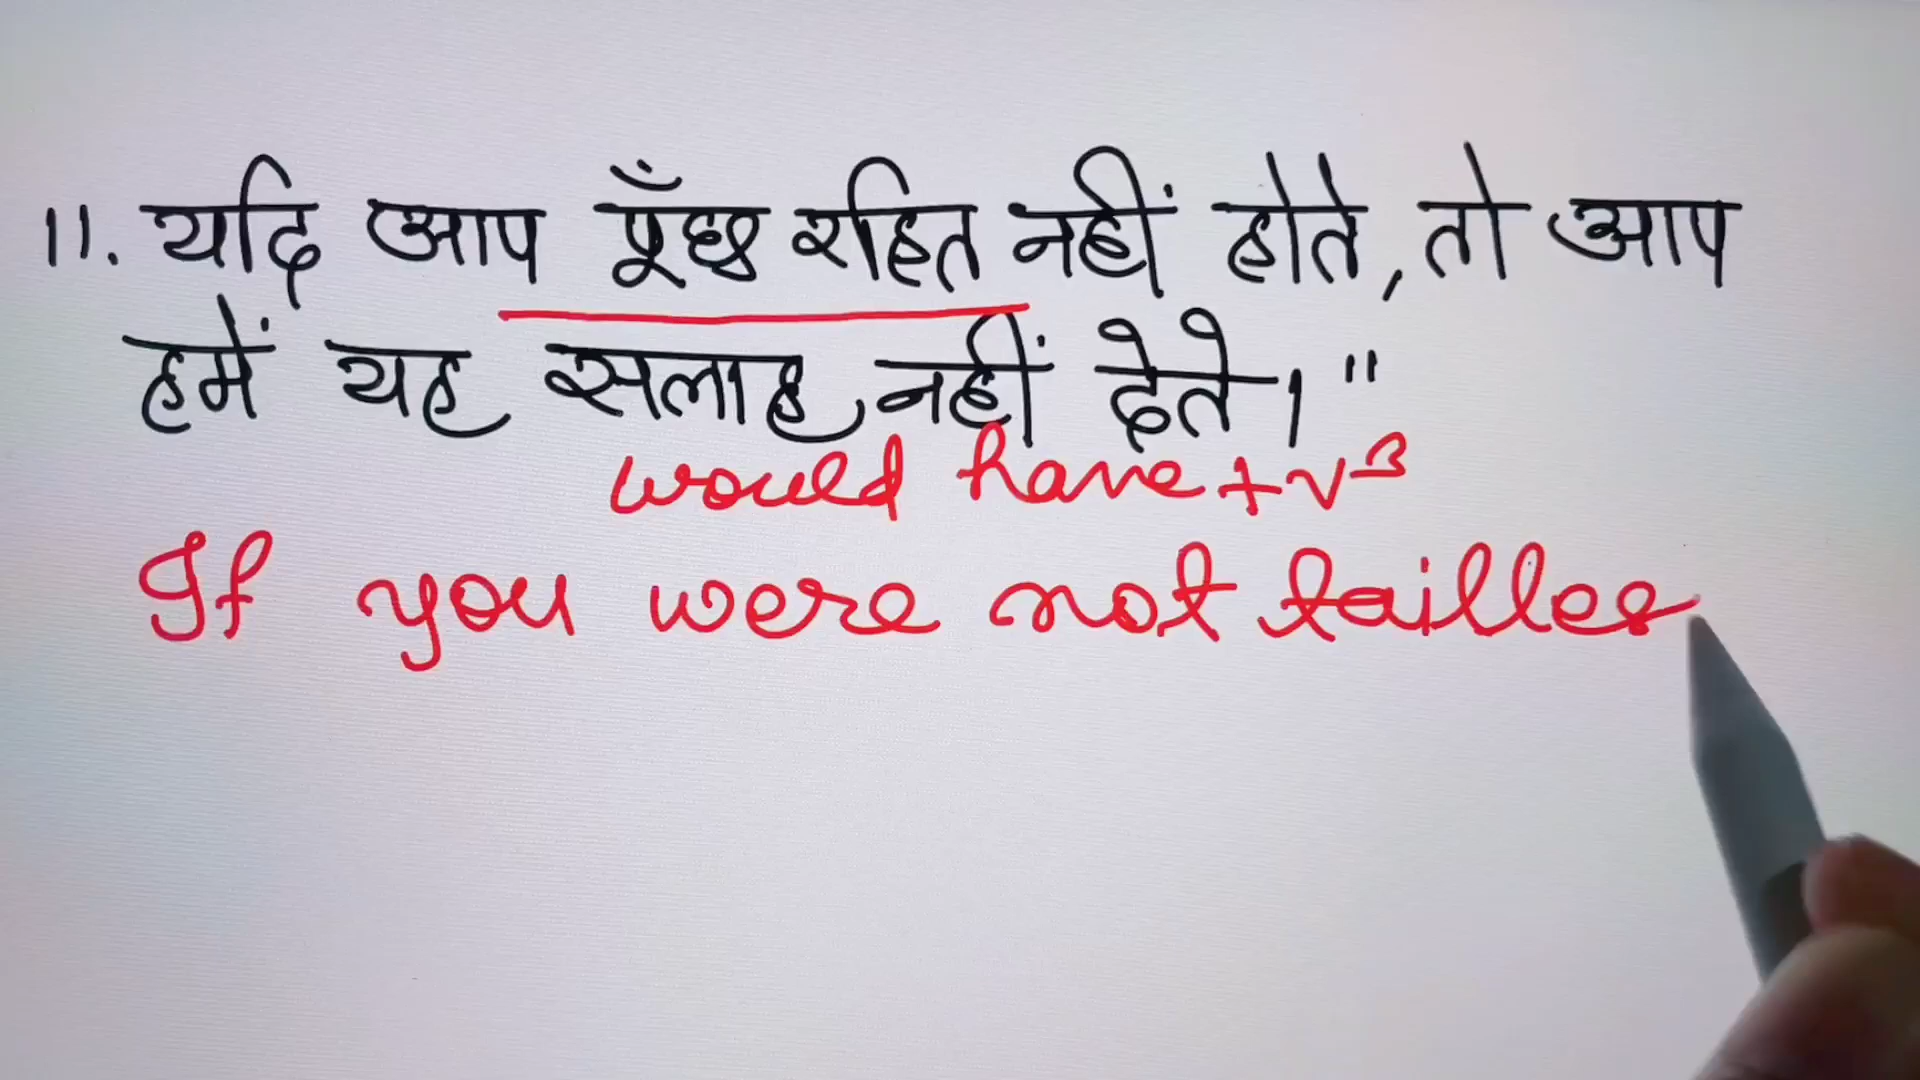 11. यदि आप पूँछ रहित नहीं होते, तो आप
हमें यह सलाह नहीं देते।"
would have + v3
If you were not tailles